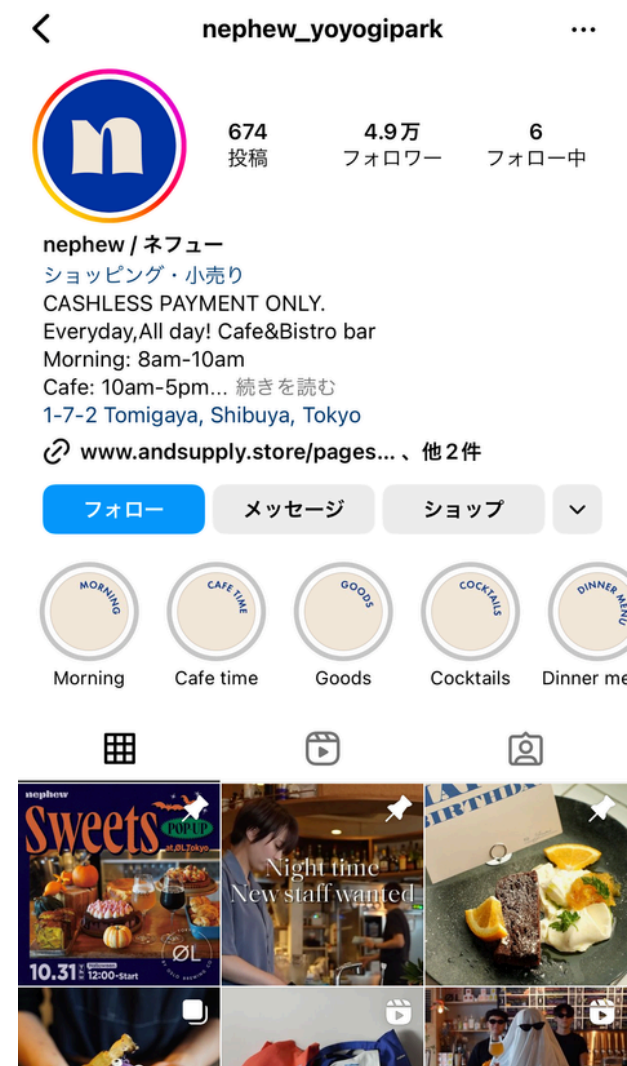 nephew_yoyogipark
n
674
投稿
4.9万
フォロワー
6
フォロー中
nephew / ネフュー
ショッピング・小売り
CASHLESS PAYMENT ONLY.
Everyday,All day! Cafe&Bistro bar
Morning: 8am-10am
Cafe: 10am-5pm... 続きを読む
1-7-2 Tomigaya, Shibuya, Tokyo
www.andsupply.store/pages... 、他2件
フォロー
メッセージ
ショップ
MORNING
CAFE TIME
GOODS
COCKTAILS
DINNER MENU
Morning
Cafe time
Goods
Cocktails
Dinner me
nephew
Sweets
POP-UP
at ØL Tokyo
ØL
10.31
12:00-Start
Night time
New staff wanted
BIRTHDA